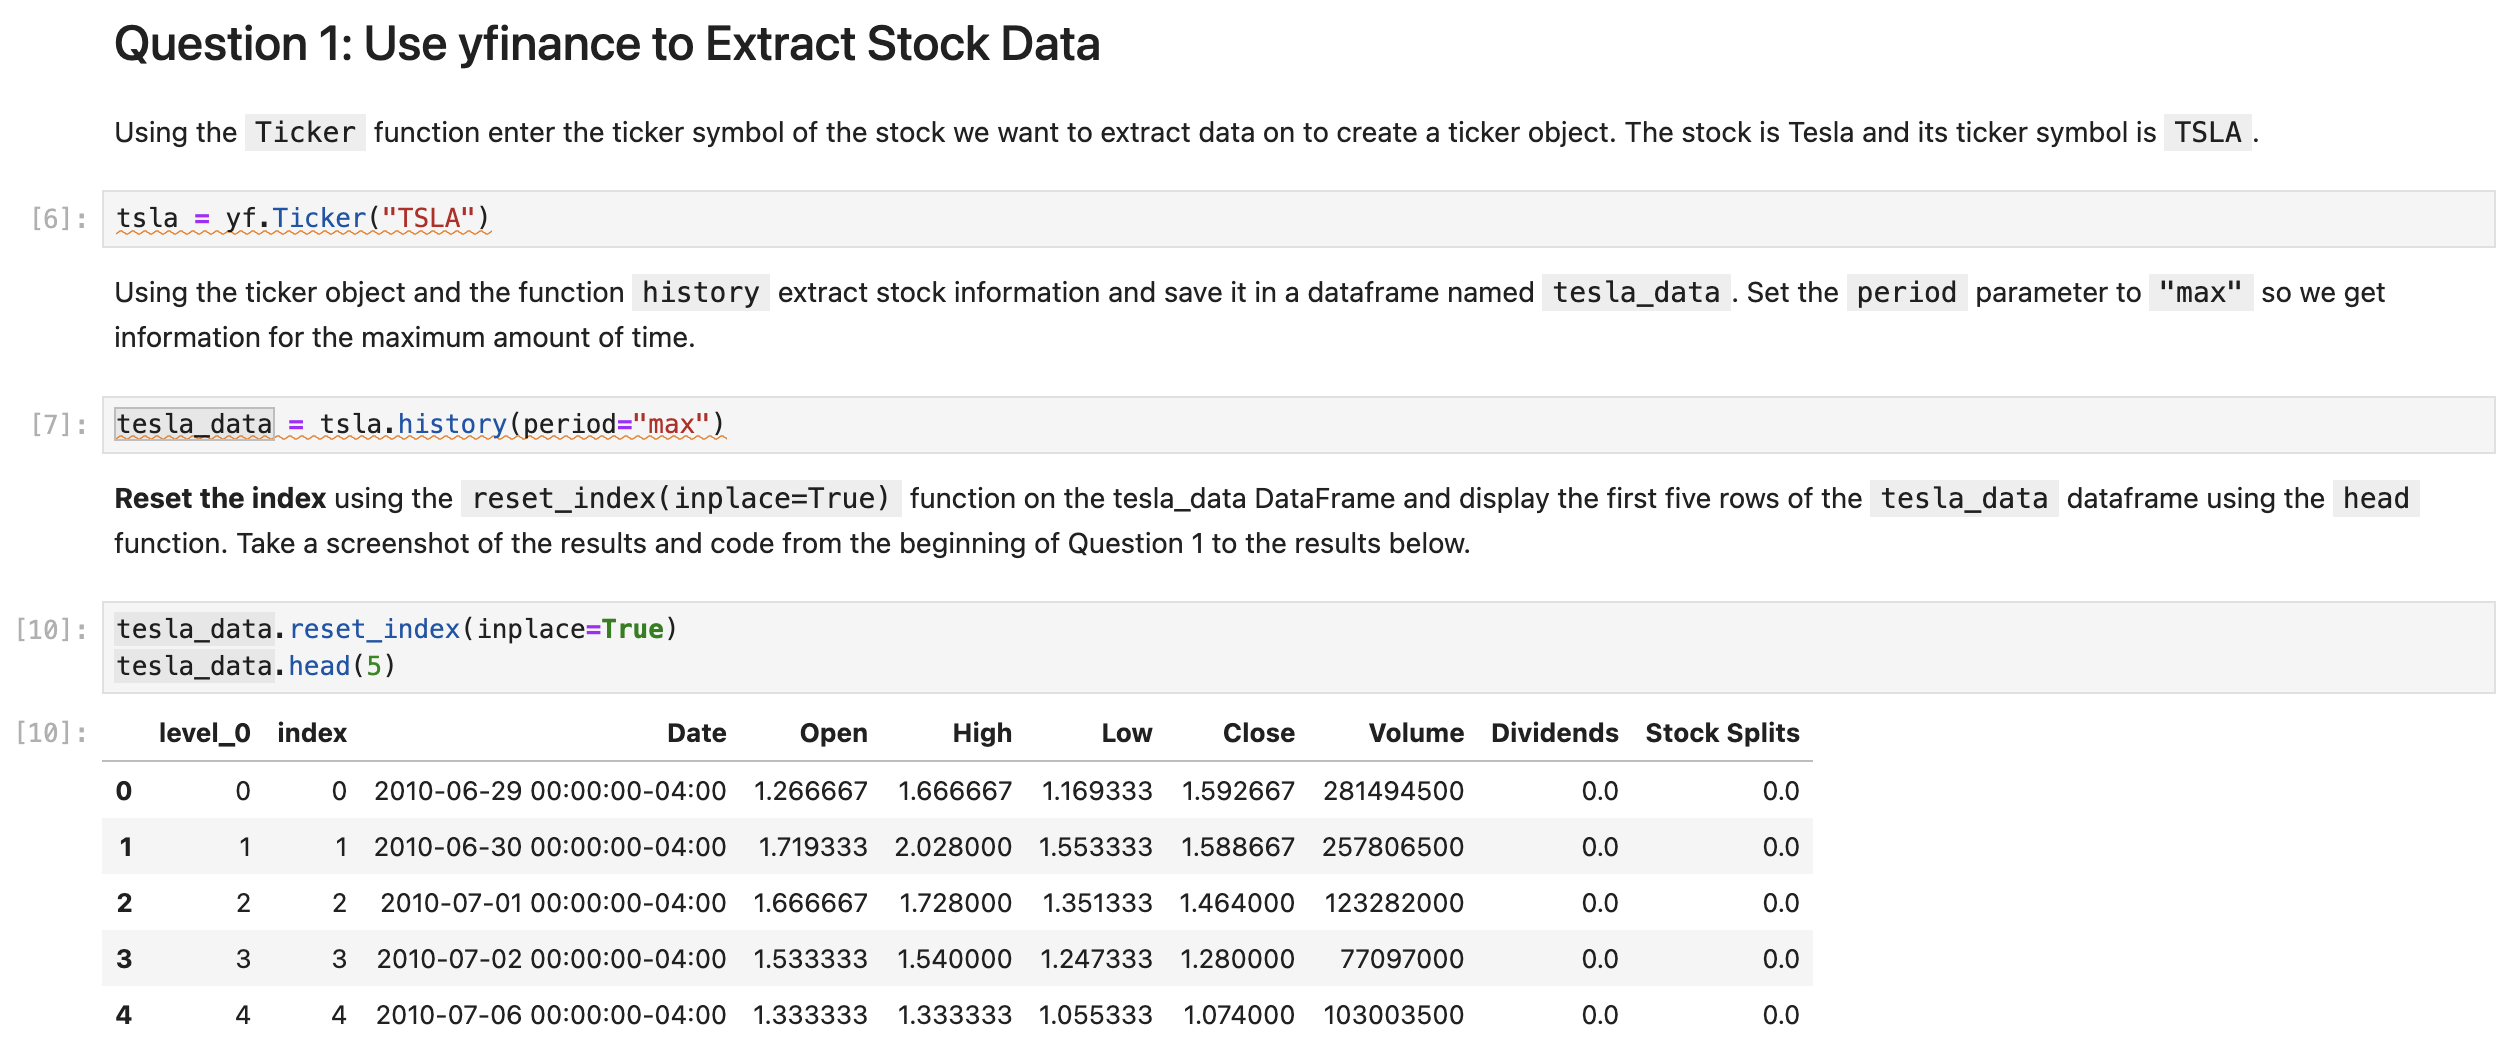 Question 1: Use yfinance to Extract Stock Data
Using the Ticker function enter the ticker symbol of the stock we want to extract data on to create a ticker object. The stock is Tesla and its ticker symbol is TSLA .
[6]: tsla = yf.Ticker("TSLA")
Using the ticker object and the function history extract stock information and save it in a dataframe named tesla_data . Set the period parameter to "max" so we get
information for the maximum amount of time.
[7]: tesla_data = tsla.history(period="max")
Reset the index using the reset_index(inplace=True) function on the tesla_data DataFrame and display the first five rows of the tesla_data dataframe using the head
function. Take a screenshot of the results and code from the beginning of Question 1 to the results below.
[10]: tesla_data.reset_index(inplace=True)
tesla_data.head(5)
[10]: level_0 index Date Open High Low Close Volume Dividends Stock Splits
0 0 0 2010-06-29 00:00:00-04:00 1.266667 1.666667 1.169333 1.592667 281494500 0.0 0.0
1 1 1 2010-06-30 00:00:00-04:00 1.719333 2.028000 1.553333 1.588667 257806500 0.0 0.0
2 2 2 2010-07-01 00:00:00-04:00 1.666667 1.728000 1.351333 1.464000 123282000 0.0 0.0
3 3 3 2010-07-02 00:00:00-04:00 1.533333 1.540000 1.247333 1.280000 77097000 0.0 0.0
4 4 4 2010-07-06 00:00:00-04:00 1.333333 1.333333 1.055333 1.074000 103003500 0.0 0.0